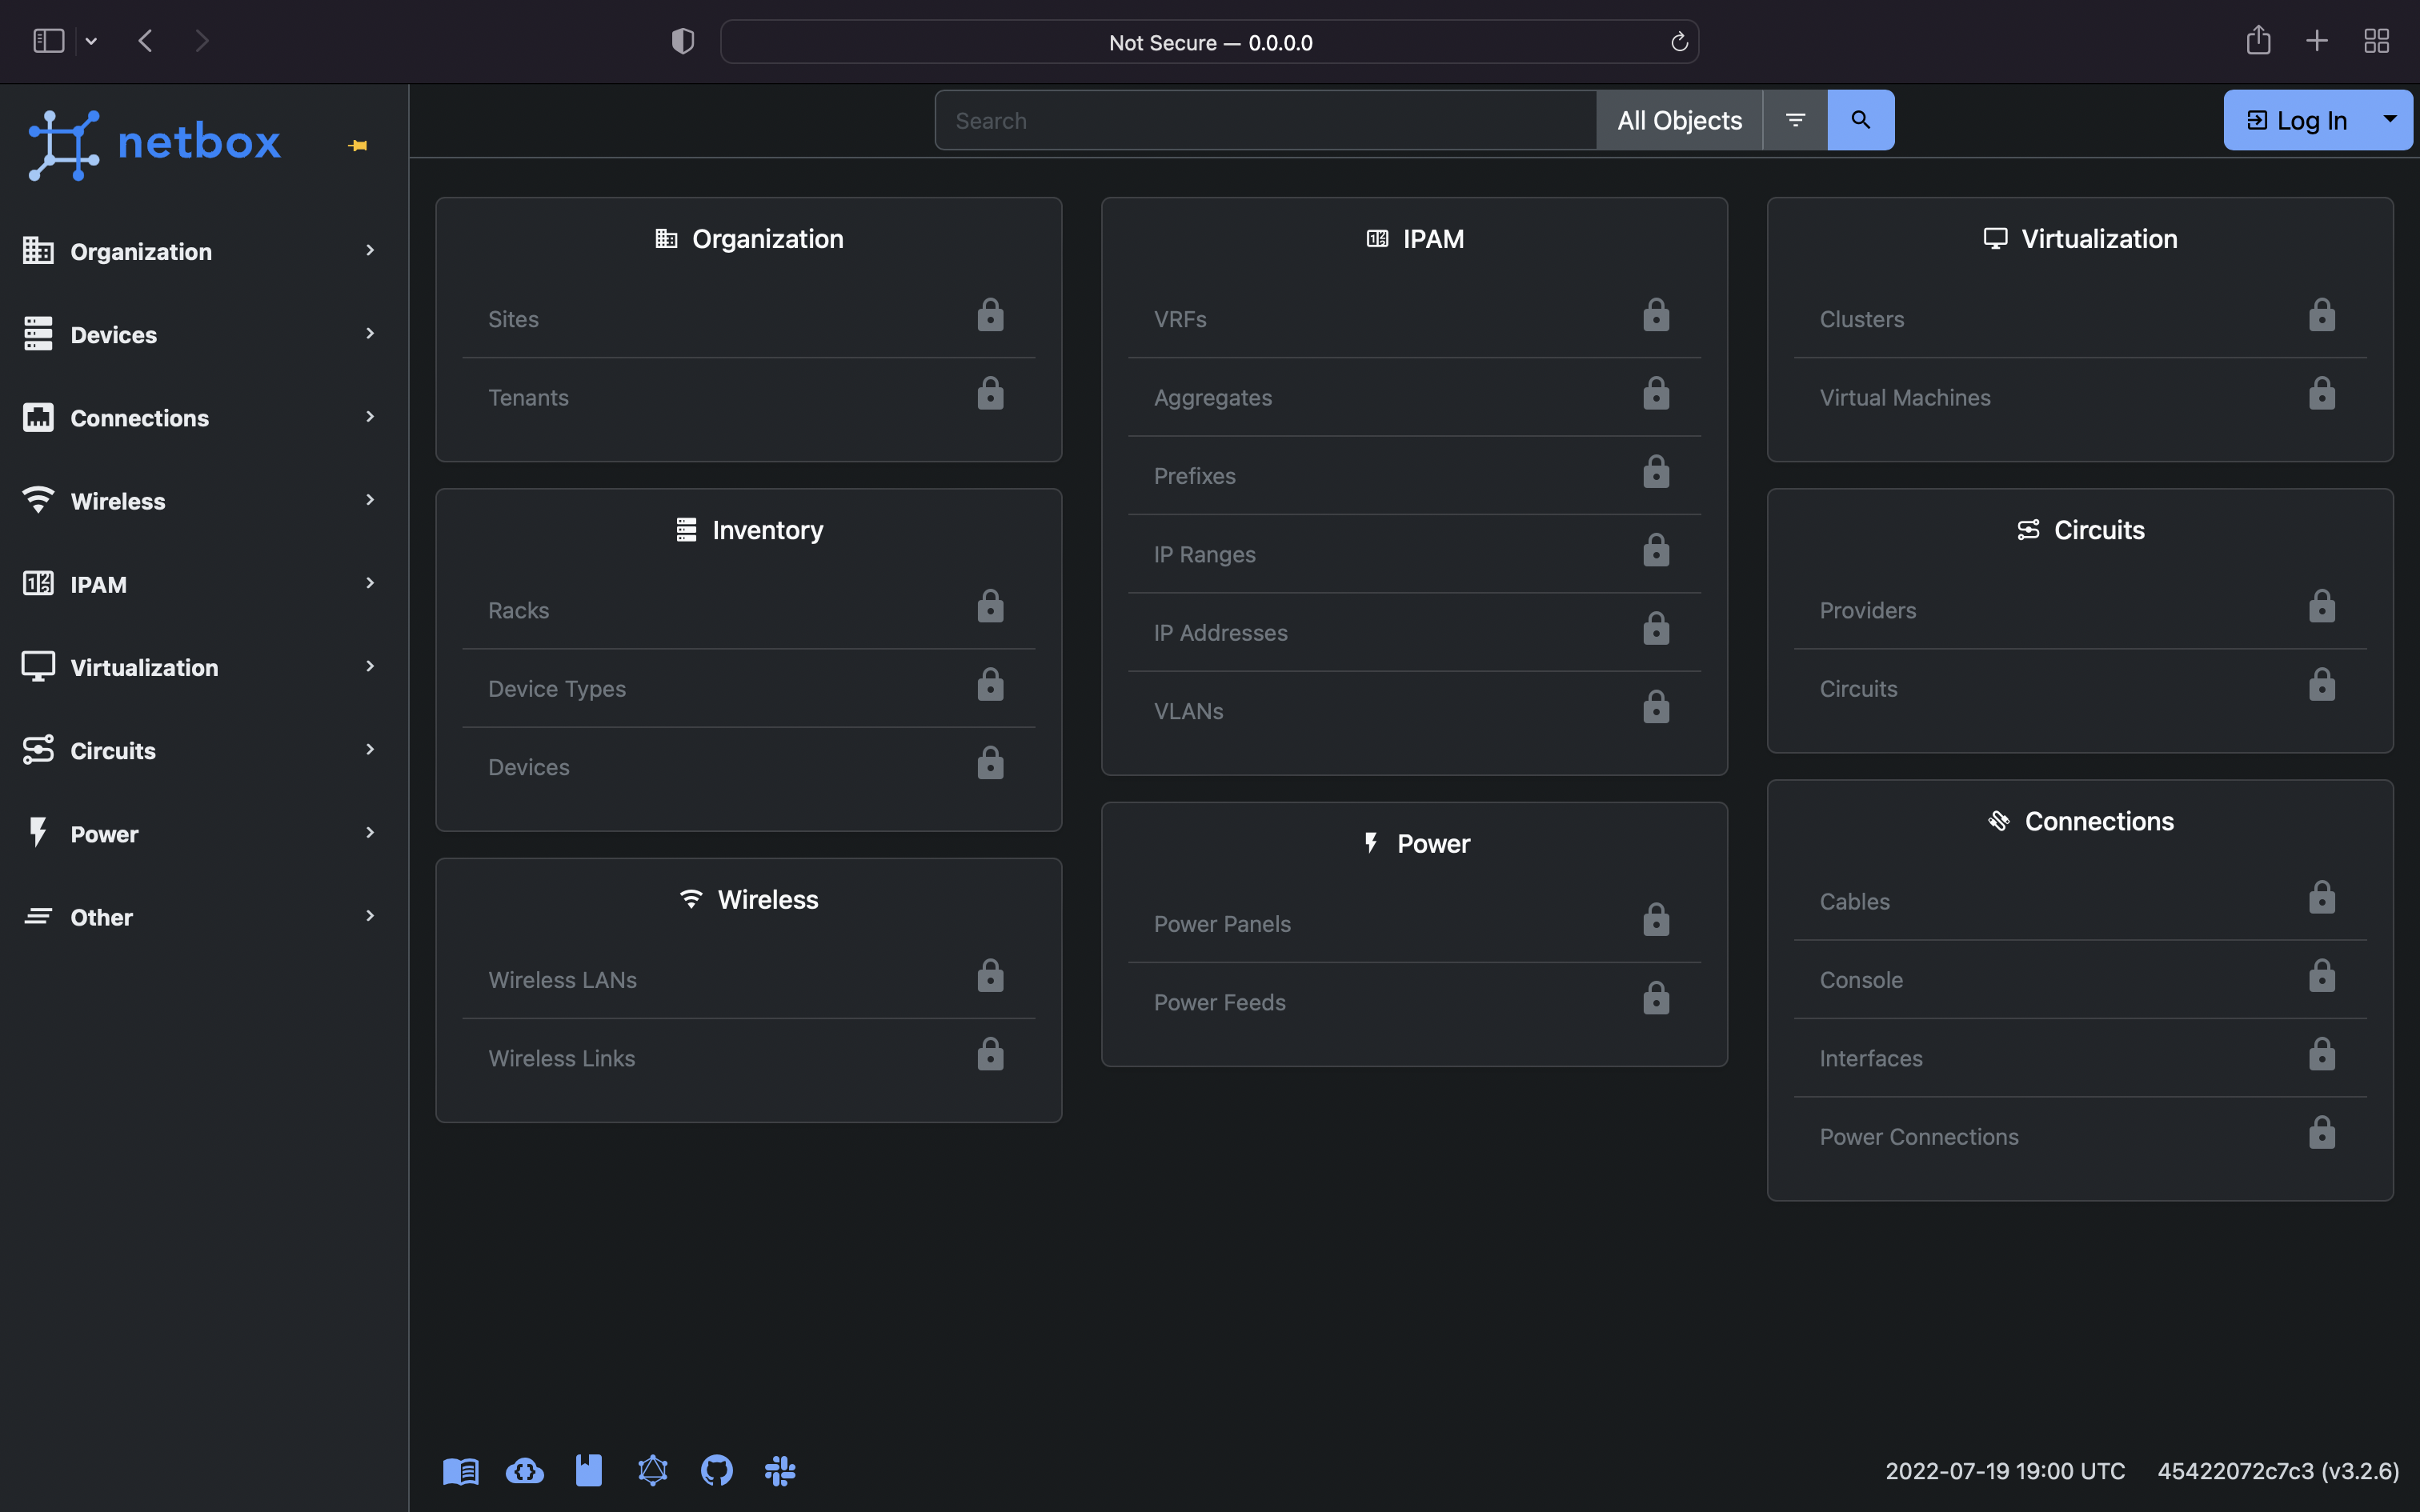 Not Secure — 0.0.0.0
netbox
Search
All Objects
Log In
Organization
Devices
Connections
Wireless
IPAM
Virtualization
Circuits
Power
Other
Organization
Sites
Tenants
Inventory
Racks
Device Types
Devices
Wireless
Wireless LANs
Wireless Links
IPAM
VRFs
Aggregates
Prefixes
IP Ranges
IP Addresses
VLANs
Power
Power Panels
Power Feeds
Virtualization
Clusters
Virtual Machines
Circuits
Providers
Circuits
Connections
Cables
Console
Interfaces
Power Connections
2022-07-19 19:00 UTC 45422072c7c3 (v3.2.6)